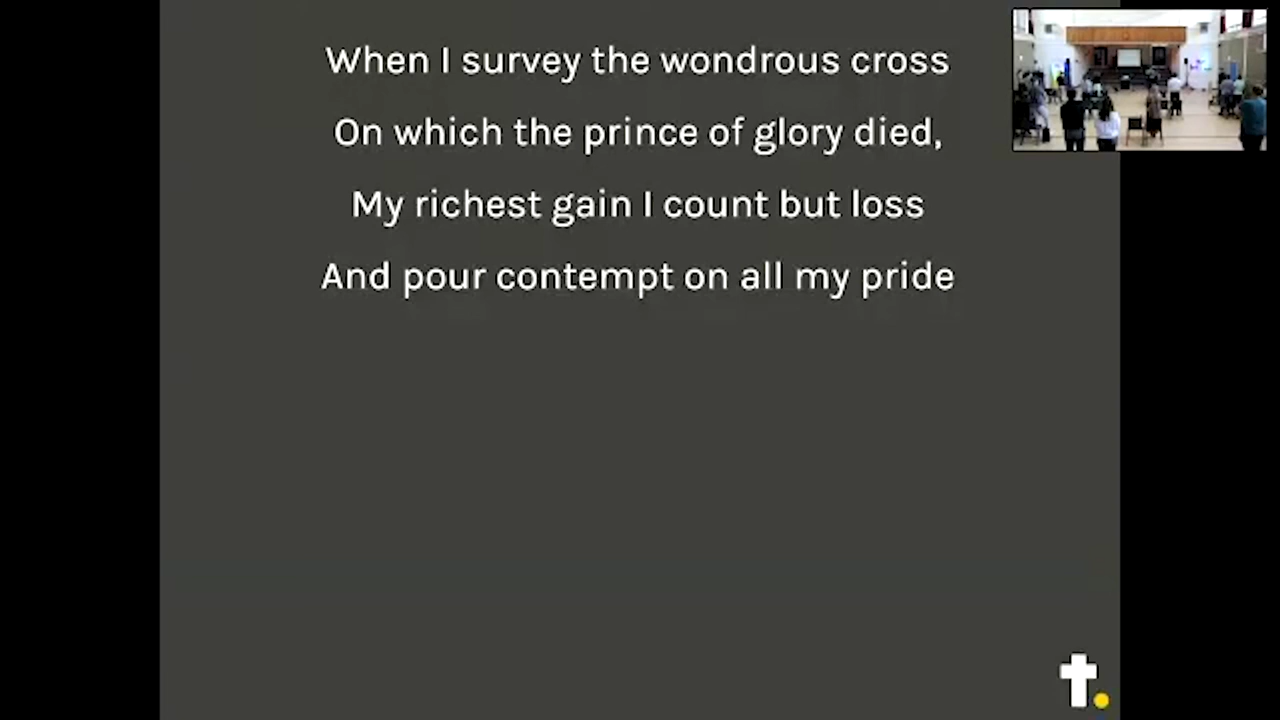 When I survey the wondrous cross
On which the prince of glory died,
My richest gain I count but loss
And pour contempt on all my pride